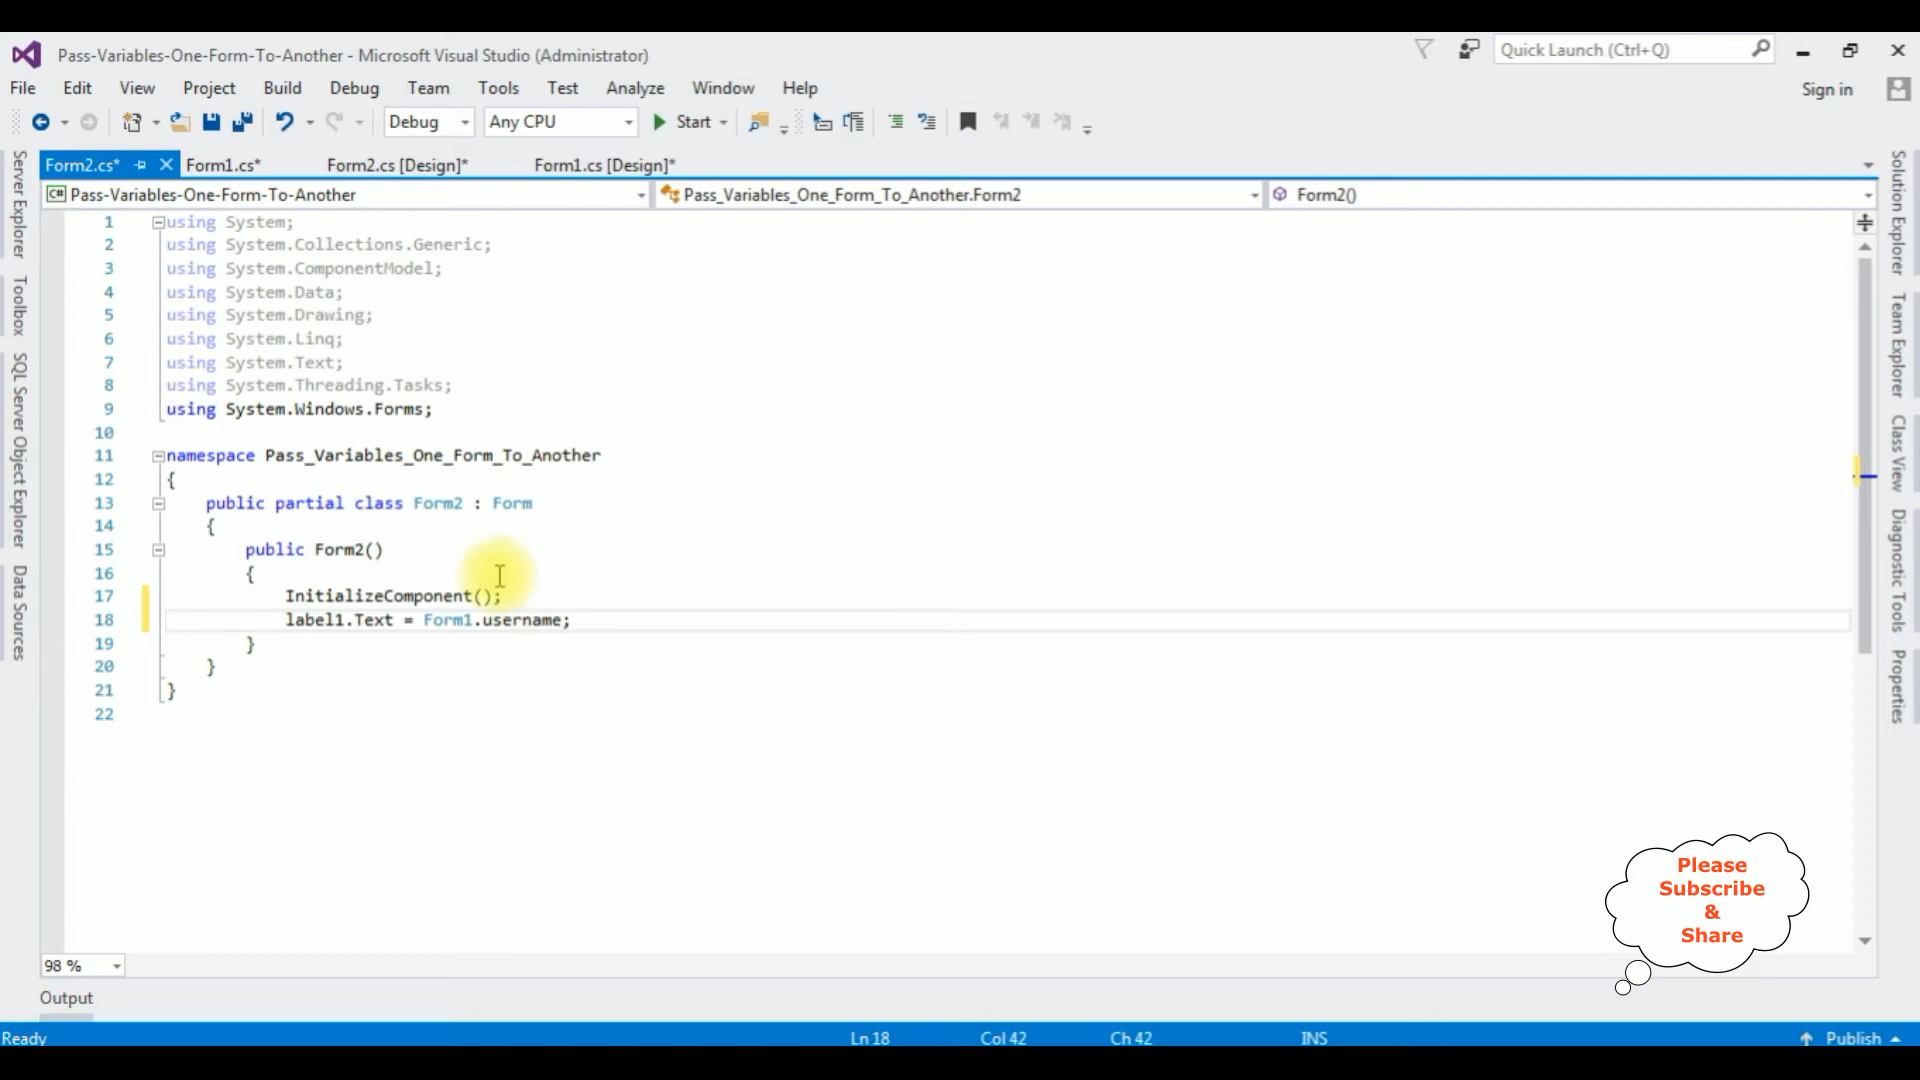 Pass-Variables-One-Form-To-Another - Microsoft Visual Studio (Administrator)
Quick Launch (Ctrl+Q)
File Edit View Project Build Debug Team Tools Test Analyze Window Help
Sign in
Debug Any CPU Start
Form2.cs* Form1.cs* Form2.cs [Design]* Form1.cs [Design]*
C# Pass-Variables-One-Form-To-Another Pass_Variables_One_Form_To_Another.Form2 Form2()
Server Explorer
Toolbox
SQL Server Object Explorer
Data Sources
1 using System;
2 using System.Collections.Generic;
3 using System.ComponentModel;
4 using System.Data;
5 using System.Drawing;
6 using System.Linq;
7 using System.Text;
8 using System.Threading.Tasks;
9 using System.Windows.Forms;
10
11 namespace Pass_Variables_One_Form_To_Another
12 {
13 public partial class Form2 : Form
14 {
15 public Form2()
16 {
17 InitializeComponent();
18 label1.Text = Form1.username;
19 }
20 }
21 }
22
Solution Explorer
Team Explorer
Class View
Diagnostic Tools
Properties
Please
Subscribe
&
Share
98 %
Output
Ready Ln 18 Col 42 Ch 42 INS Publish